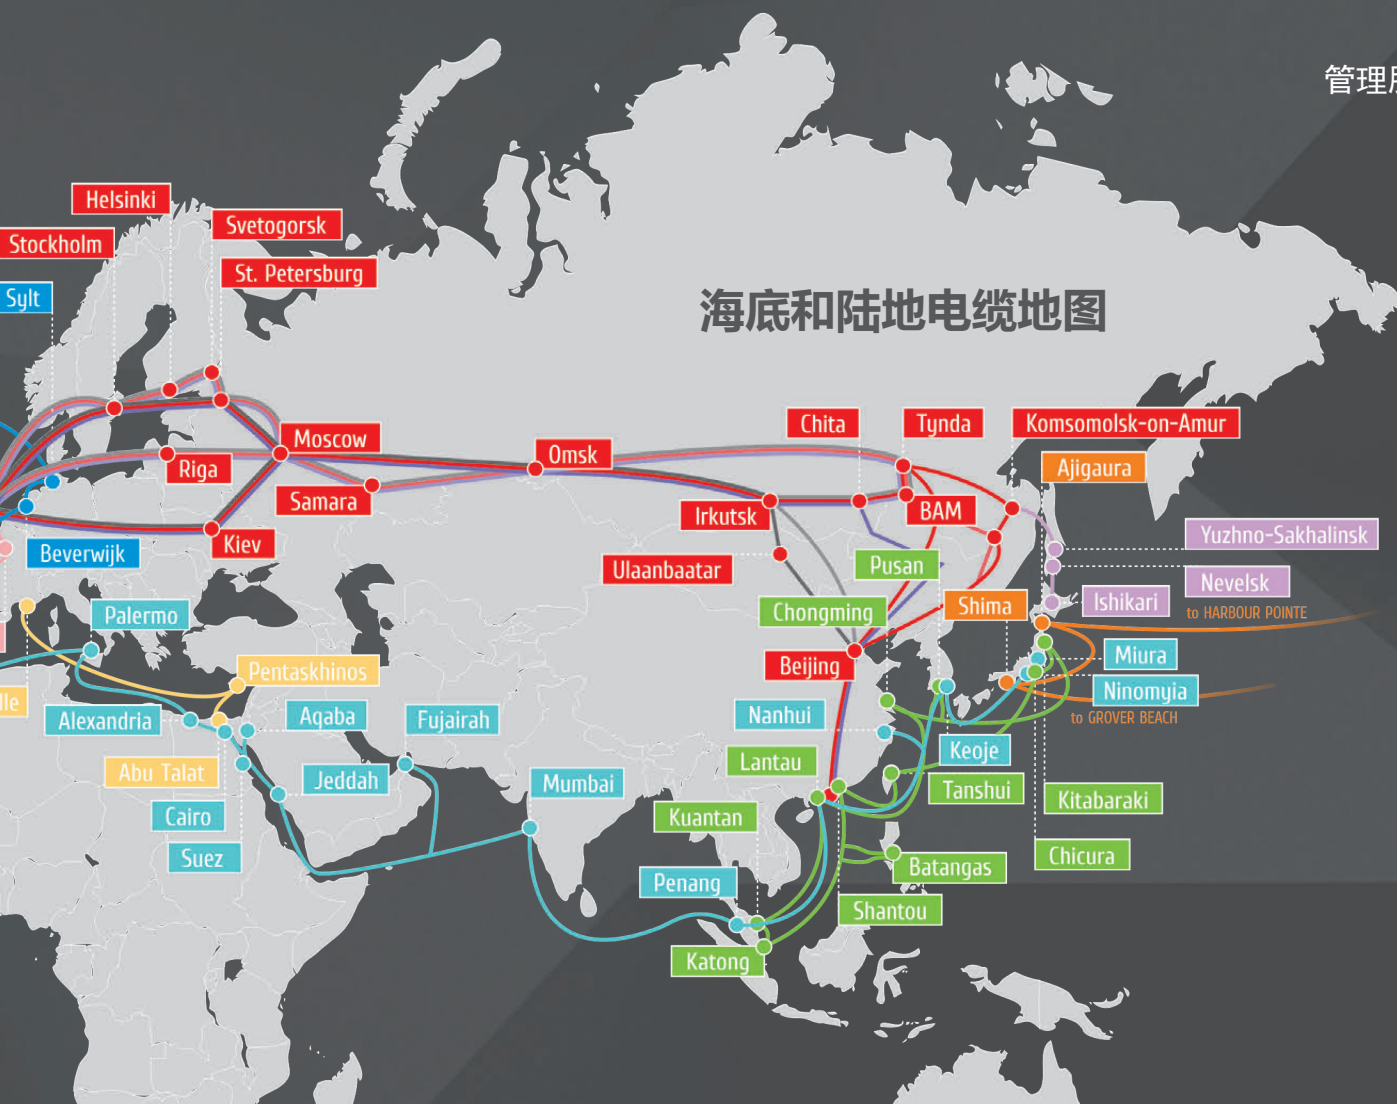 管理
Helsinki
Svetogorsk
Stockholm
St. Petersburg
Sylt
海底和陆地电缆地图
Chita
Tynda
Komsomolsk-on-Amur
Moscow
Omsk
Riga
Ajigaura
Samara
Irkutsk
BAM
Kiev
Yuzhno-Sakhalinsk
Beverwijk
Pusan
Ulaanbaatar
Nevelsk
Ishikari
Palermo
Chongming
Shima
to HARBOUR POINTE
Miura
Beijing
Pentaskhinos
Ninomyia
lle
Alexandria
Aqaba
Fujairah
Nanhui
to GROVER BEACH
Keoje
Lantau
Abu Talat
Jeddah
Mumbai
Tanshui
Kitabaraki
Cairo
Kuantan
Suez
Chicura
Batangas
Penang
Shantou
Katong